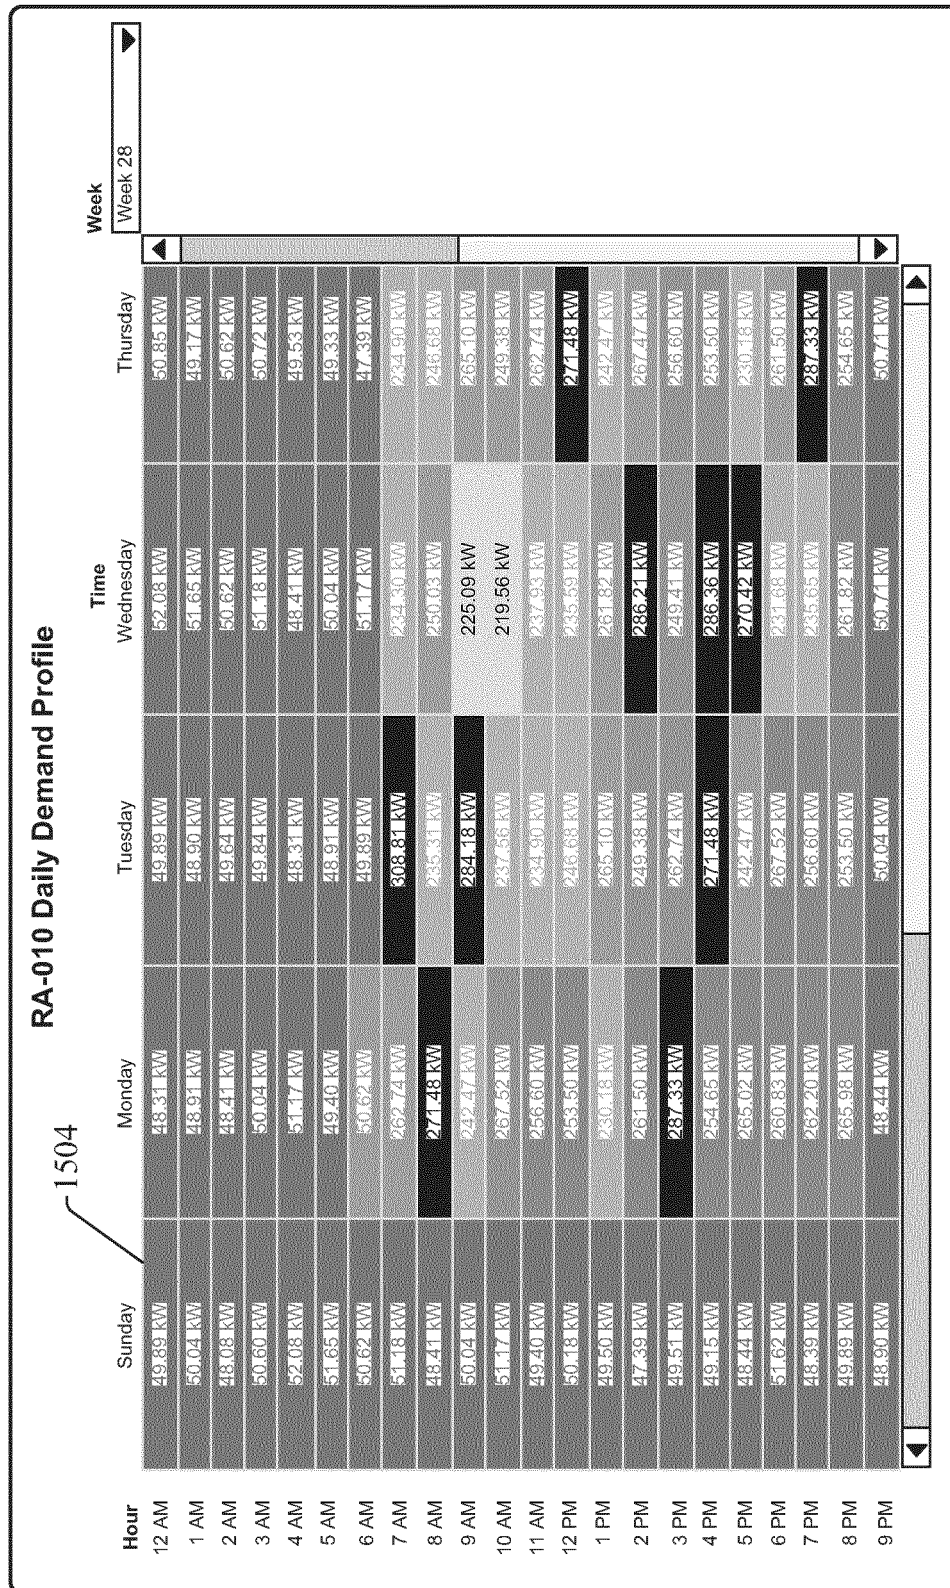 RA-010 Daily Demand Profile
1504
Time
Week
Week 28
Hour Sunday Monday Tuesday Wednesday Thursday
12 AM 49.89 kW 48.31 kW 49.89 kW 52.08 kW 50.85 kW
1 AM 50.04 kW 48.91 kW 48.90 kW 51.65 kW 49.17 kW
2 AM 48.08 kW 48.41 kW 49.64 kW 50.62 kW 50.62 kW
3 AM 50.60 kW 50.04 kW 49.84 kW 51.18 kW 50.72 kW
4 AM 52.08 kW 51.17 kW 48.31 kW 48.41 kW 49.53 kW
5 AM 51.65 kW 49.40 kW 48.91 kW 50.04 kW 49.33 kW
6 AM 50.62 kW 50.62 kW 49.89 kW 51.17 kW 47.39 kW
7 AM 51.18 kW 262.74 kW 308.81 kW 234.30 kW 234.90 kW
8 AM 48.41 kW 271.48 kW 235.31 kW 250.03 kW 246.68 kW
9 AM 50.04 kW 242.47 kW 284.18 kW 225.09 kW 265.10 kW
10 AM 51.17 kW 267.52 kW 237.56 kW 219.56 kW 249.38 kW
11 AM 49.40 kW 256.60 kW 234.90 kW 237.93 kW 262.74 kW
12 PM 50.18 kW 253.50 kW 246.68 kW 235.59 kW 271.48 kW
1 PM 49.50 kW 230.18 kW 265.10 kW 261.82 kW 242.47 kW
2 PM 47.39 kW 261.50 kW 249.38 kW 286.21 kW 267.47 kW
3 PM 49.51 kW 287.33 kW 262.74 kW 249.41 kW 256.60 kW
4 PM 49.15 kW 254.65 kW 271.48 kW 286.36 kW 253.50 kW
5 PM 48.44 kW 265.02 kW 242.47 kW 270.42 kW 230.18 kW
6 PM 51.62 kW 260.83 kW 267.52 kW 231.68 kW 261.50 kW
7 PM 48.39 kW 262.20 kW 256.60 kW 235.65 kW 287.33 kW
8 PM 49.89 kW 265.98 kW 253.50 kW 261.82 kW 254.65 kW
9 PM 48.90 kW 48.44 kW 50.04 kW 50.71 kW 50.71 kW